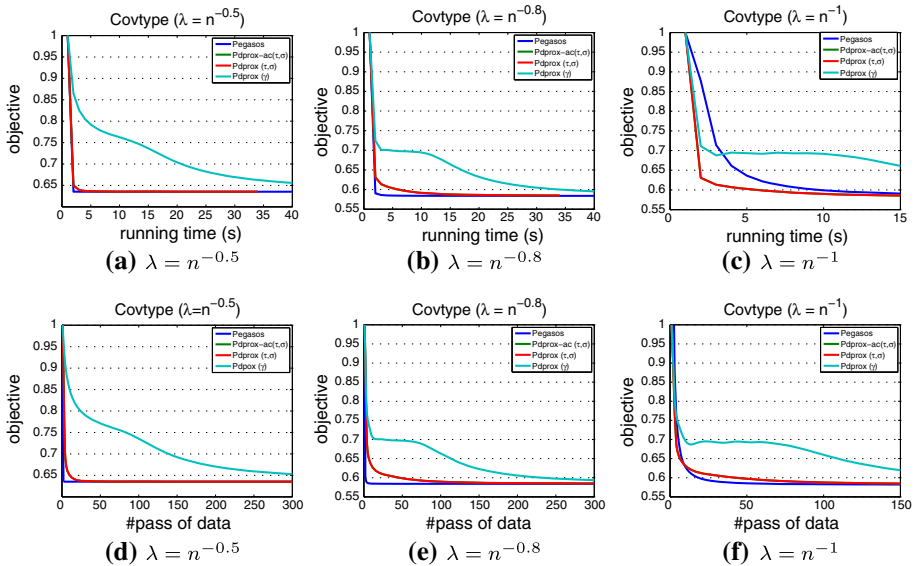 Covtype (λ = n^-0.5)
Pegasos
Pdprox−ac(τ,σ)
Pdprox (τ,σ)
Pdprox (γ)
objective
1
0.95
0.9
0.85
0.8
0.75
0.7
0.65
0 5 10 15 20 25 30 35 40
running time (s)
(a) λ = n^−0.5
Covtype (λ = n^-0.8)
Pegasos
Pdprox−ac(τ,σ)
Pdprox (τ,σ)
Pdprox (γ)
objective
1
0.95
0.9
0.85
0.8
0.75
0.7
0.65
0.6
0.55
0 10 20 30 40
running time (s)
(b) λ = n^−0.8
Covtype (λ = n^-1)
Pegasos
Pdprox−ac(τ,σ)
Pdprox (τ,σ)
Pdprox (γ)
objective
1
0.95
0.9
0.85
0.8
0.75
0.7
0.65
0.6
0.55
0 5 10 15
running time (s)
(c) λ = n^−1
Covtype (λ=n^-0.5)
Pegasos
Pdprox−ac(τ,σ)
Pdprox (τ,σ)
Pdpox (γ)
objective
1
0.95
0.9
0.85
0.8
0.75
0.7
0.65
0 50 100 150 200 250 300
#pass of data
(d) λ = n^−0.5
Covtype (λ = n^-0.8)
Pegasos
Pdprox−ac(τ,σ)
Pdprox (τ,σ)
Pdprox (γ)
objective
1
0.95
0.9
0.85
0.8
0.75
0.7
0.65
0.6
0.55
0 50 100 150 200 250 300
#pass of data
(e) λ = n^−0.8
Covtype (λ = n^-1)
Pegasos
Pdprox−ac(τ,σ)
Pdprox (τ,σ)
Pdprox (γ)
objective
1
0.95
0.9
0.85
0.8
0.75
0.7
0.65
0.6
0.55
0 50 100 150
#pass of data
(f) λ = n^−1